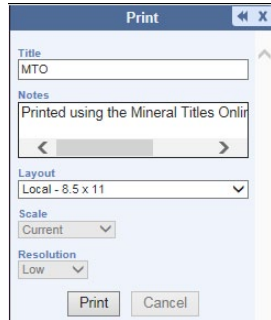 Print
Title
MTO
Notes
Printed using the Mineral Titles
Layout
Local - 8.5 x 11
Scale
Current
Resolution
Low
Print Cancel